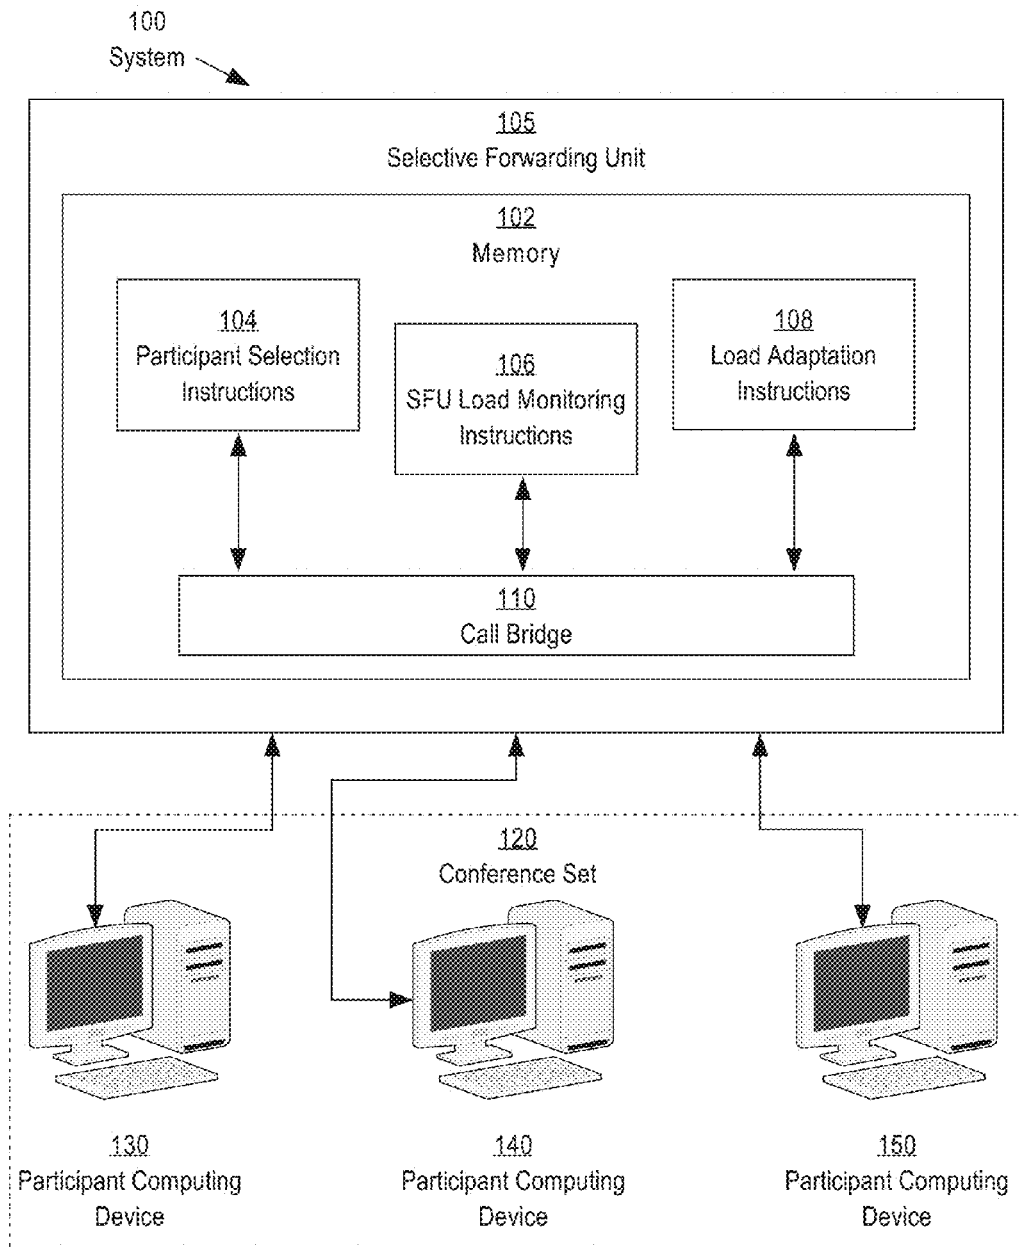 100
System
105
Selective Forwarding Unit
102
Memory
104
Participant Selection
Instructions
106
SFU Load Monitoring
Instructions
108
Load Adaptation
Instructions
110
Call Bridge
120
Conference Set
130
Participant Computing
Device
140
Participant Computing
Device
150
Participant Computing
Device